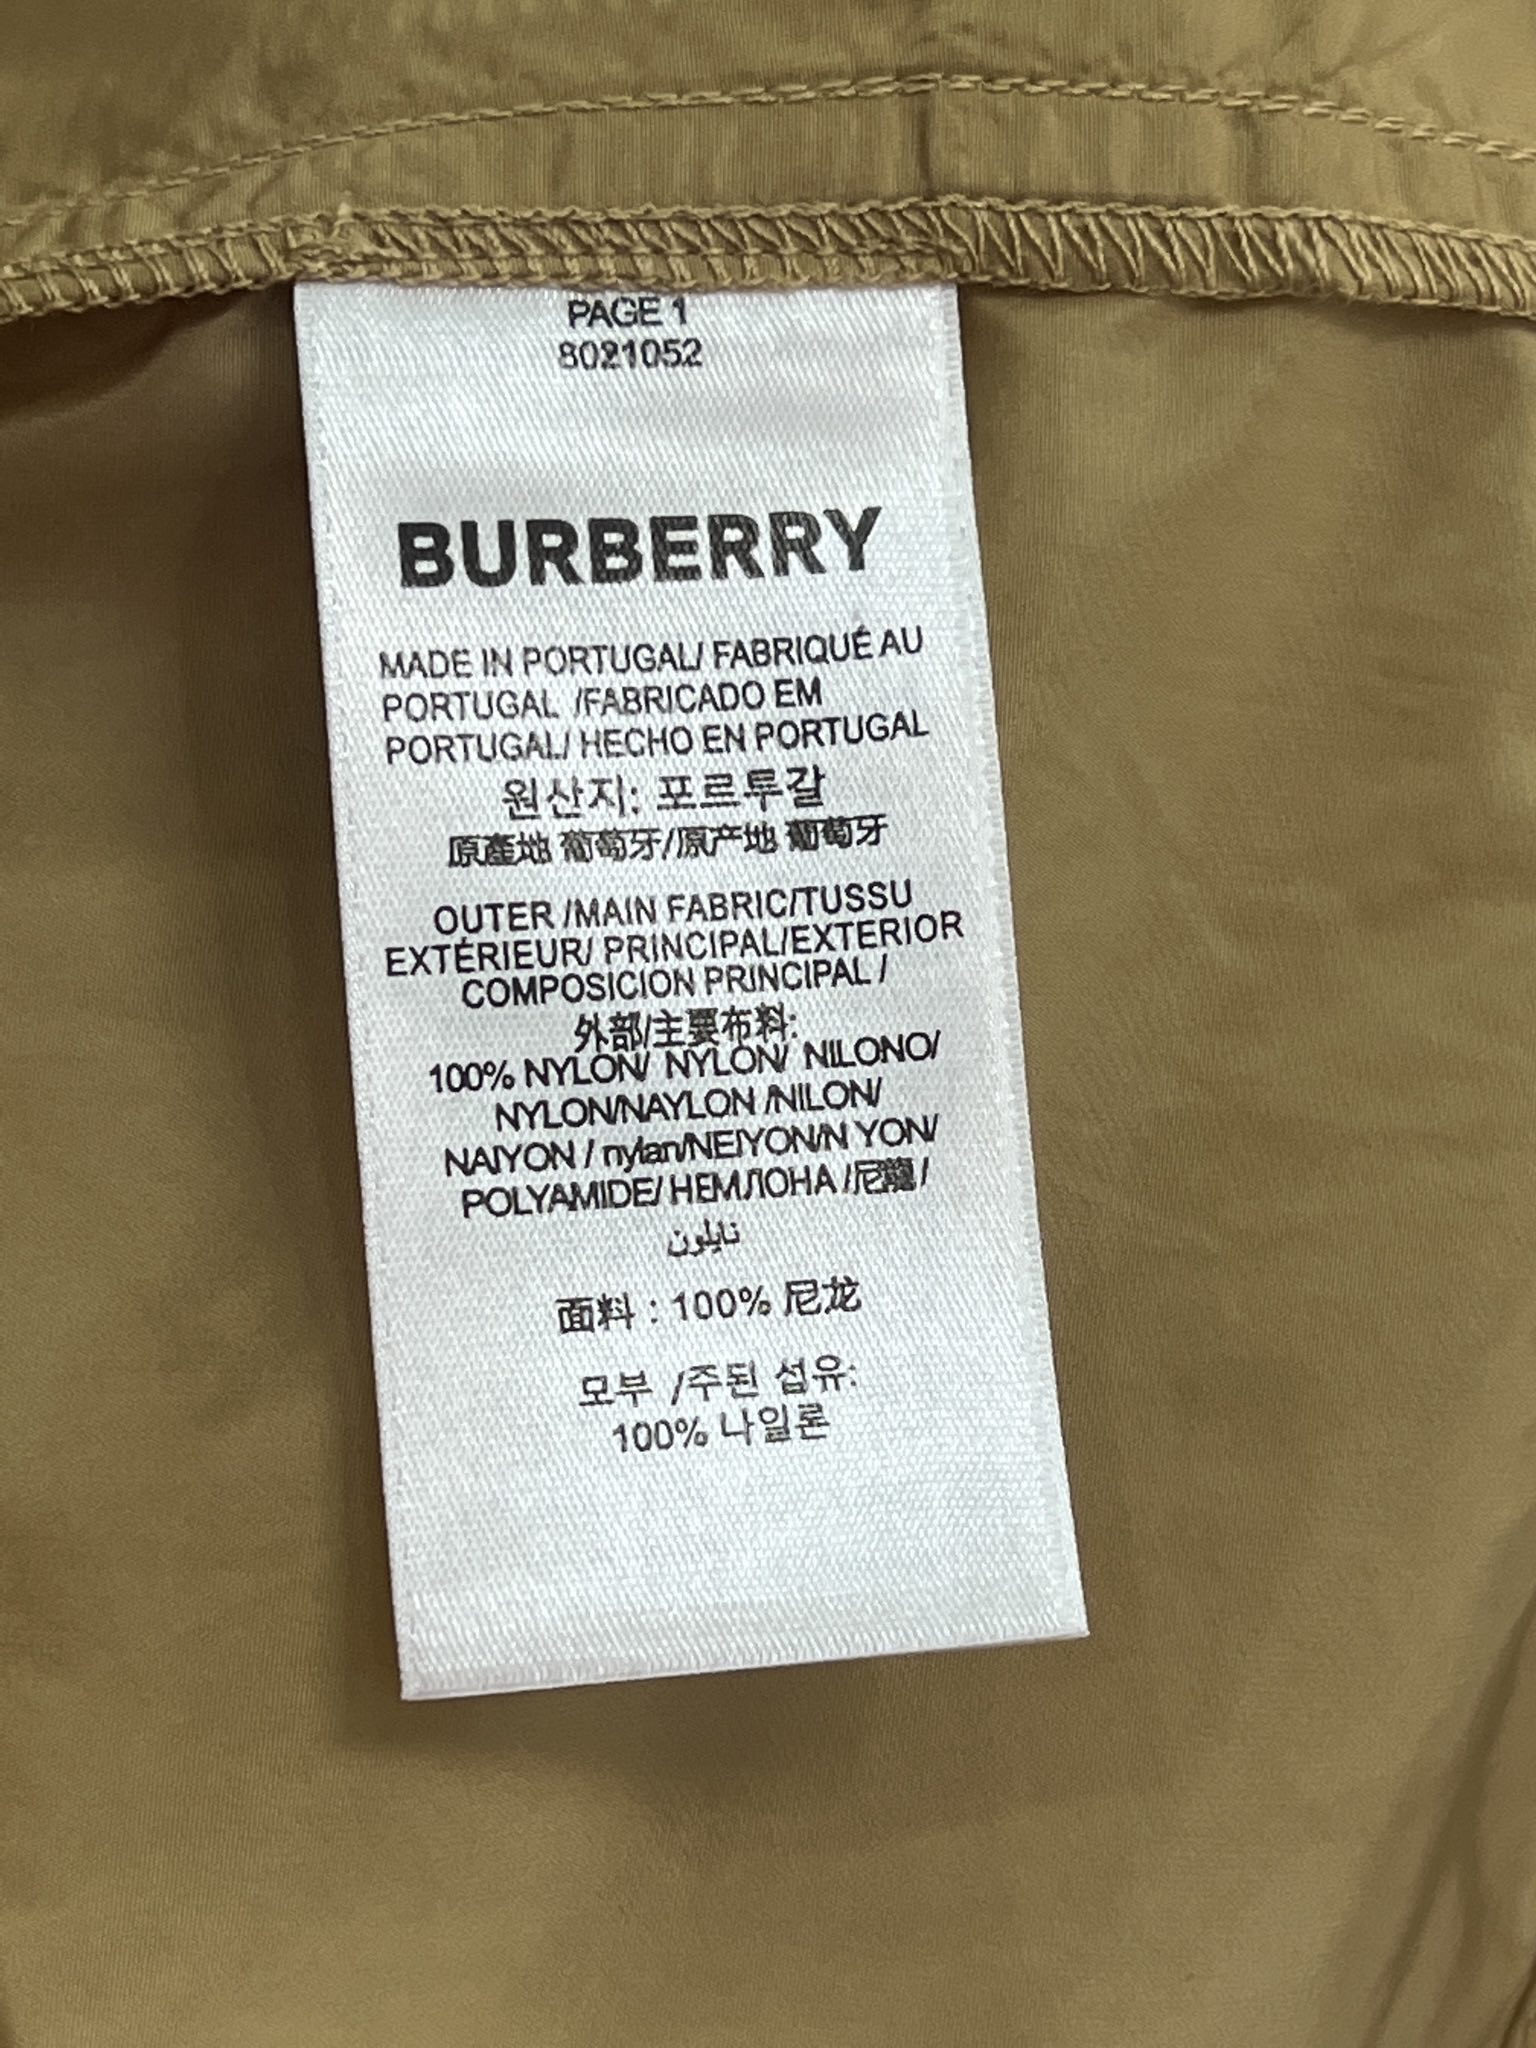 PAGE 1
8021052
BURBERRY
MADE IN PORTUGAL/ FABRIQUÉ AU
PORTUGAL /FABRICADO EM
PORTUGAL/ HECHO EN PORTUGAL
원산지: 포르투갈
原產地 葡萄牙/原产地 葡萄牙
OUTER /MAIN FABRIC/TUSSU
EXTÉRIEUR/ PRINCIPAL/EXTERIOR
COMPOSICION PRINCIPAL /
外部/主要布料:
100% NYLON/ NYLON/ NILONO/
NYLON/NAYLON /NILON/
NAIYON / nylan/NEIYON/N YON/
POLYAMIDE/ НЕМЛОНА /尼龍 /
نايلون
面料 : 100% 尼龙
모부 /주된 섬유:
100% 나일론